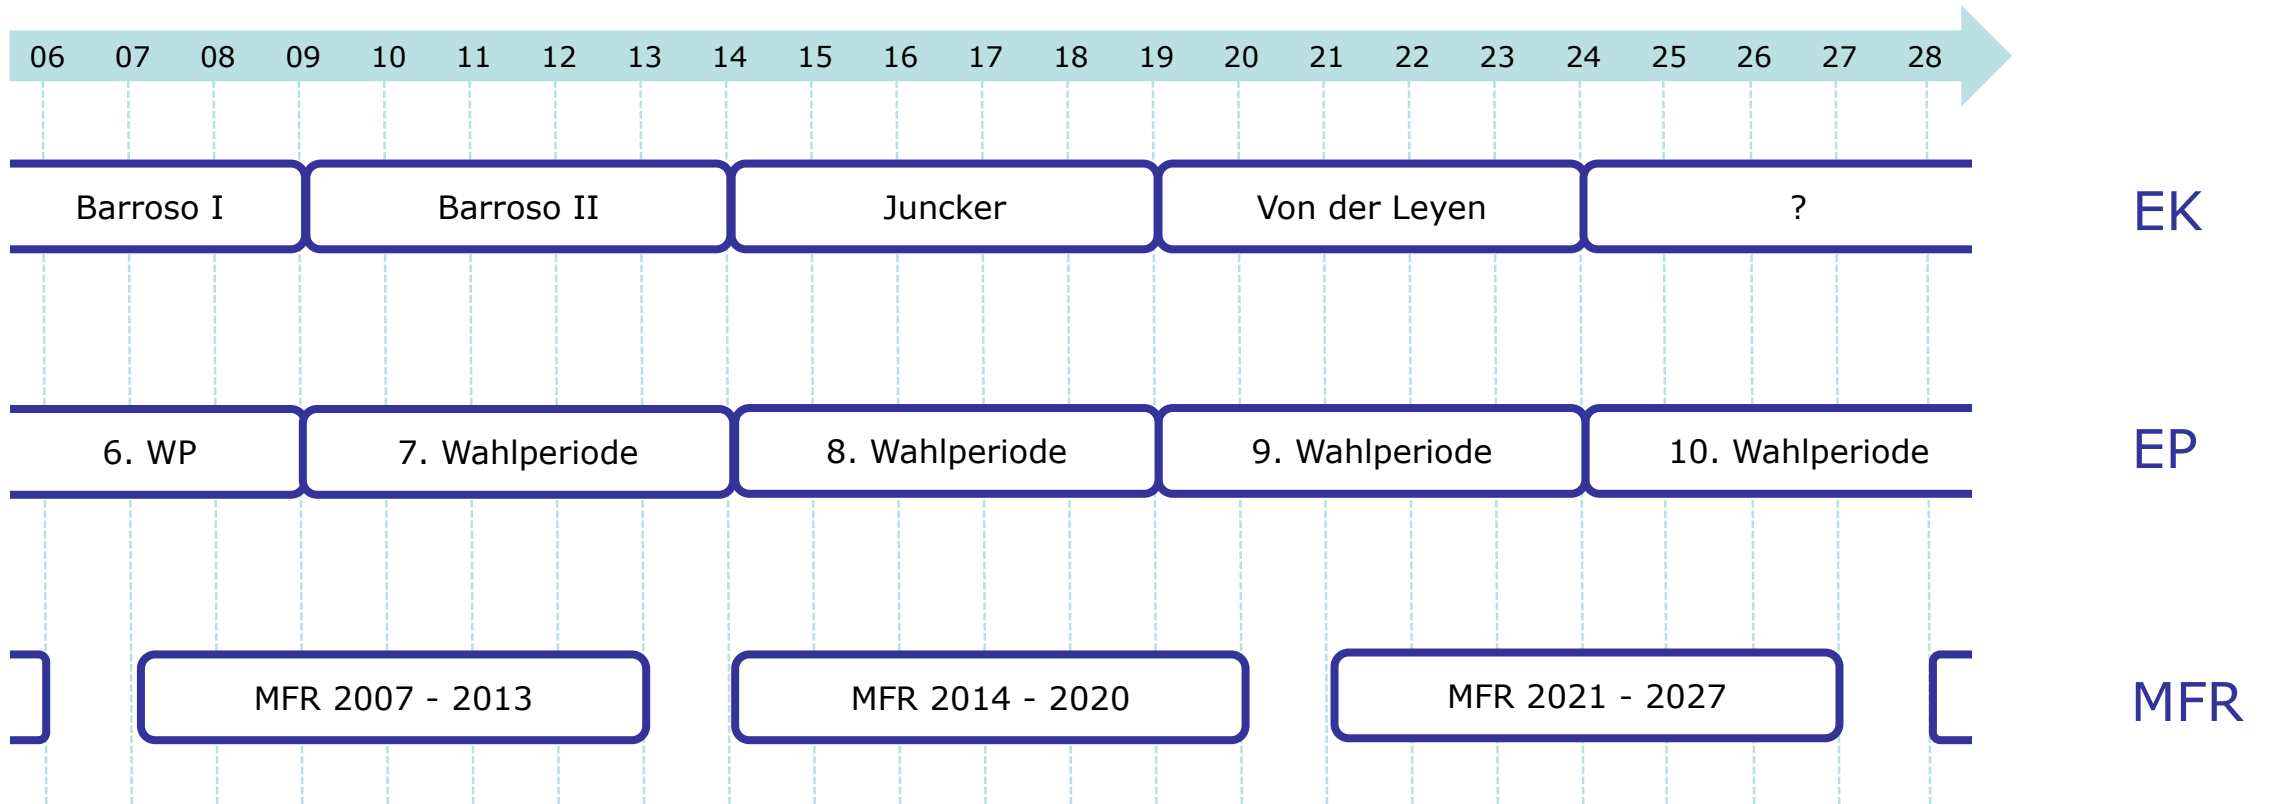 06 07 08 09 10 11 12 13 14 15 16 17 18 19 20 21 22 23 24 25 26 27 28
Barroso I Barroso II Juncker Von der Leyen ? EK
6. WP 7. Wahlperiode 8. Wahlperiode 9. Wahlperiode 10. Wahlperiode EP
MFR 2007 - 2013 MFR 2014 - 2020 MFR 2021 - 2027 MFR